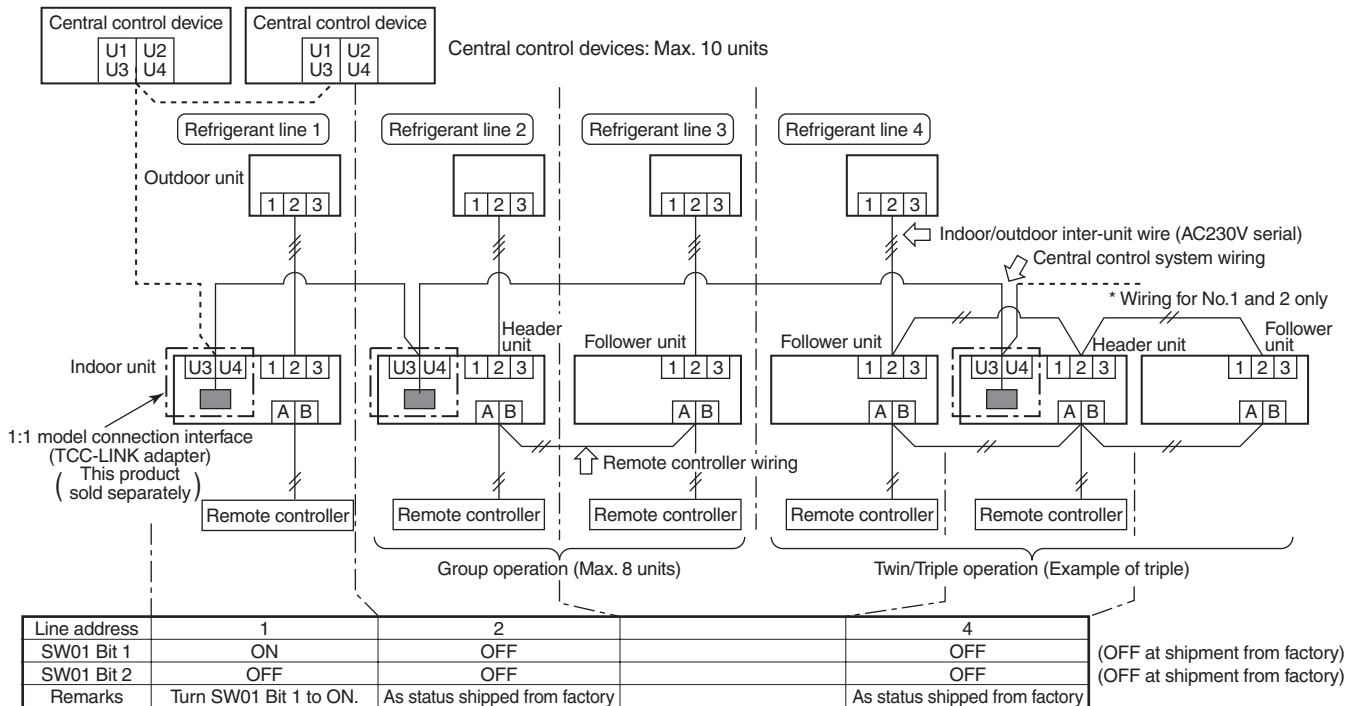 Central control device
Central control device
U1 U2
U3 U4
U1 U2
U3 U4
Central control devices: Max. 10 units
Refrigerant line 1
Refrigerant line 2
Refrigerant line 3
Refrigerant line 4
Outdoor unit
1 2 3
1 2 3
1 2 3
1 2 3
Indoor/outdoor inter-unit wire (AC230V serial)
Central control system wiring
* Wiring for No.1 and 2 only
Indoor unit
U3 U4
1 2 3
A B
U3 U4
Header
unit
1 2 3
A B
Follower unit
1 2 3
A B
Follower unit
1 2 3
A B
U3 U4
Header unit
1 2 3
A B
Follower
unit
1 2 3
A B
1:1 model connection interface
(TCC-LINK adapter)
( This product
sold separately )
Remote controller wiring
Remote controller
Remote controller
Remote controller
Remote controller
Remote controller
Group operation (Max. 8 units)
Twin/Triple operation (Example of triple)
Line address 1 2 4
SW01 Bit 1 ON OFF OFF (OFF at shipment from factory)
SW01 Bit 2 OFF OFF OFF (OFF at shipment from factory)
Remarks Turn SW01 Bit 1 to ON. As status shipped from factory As status shipped from factory